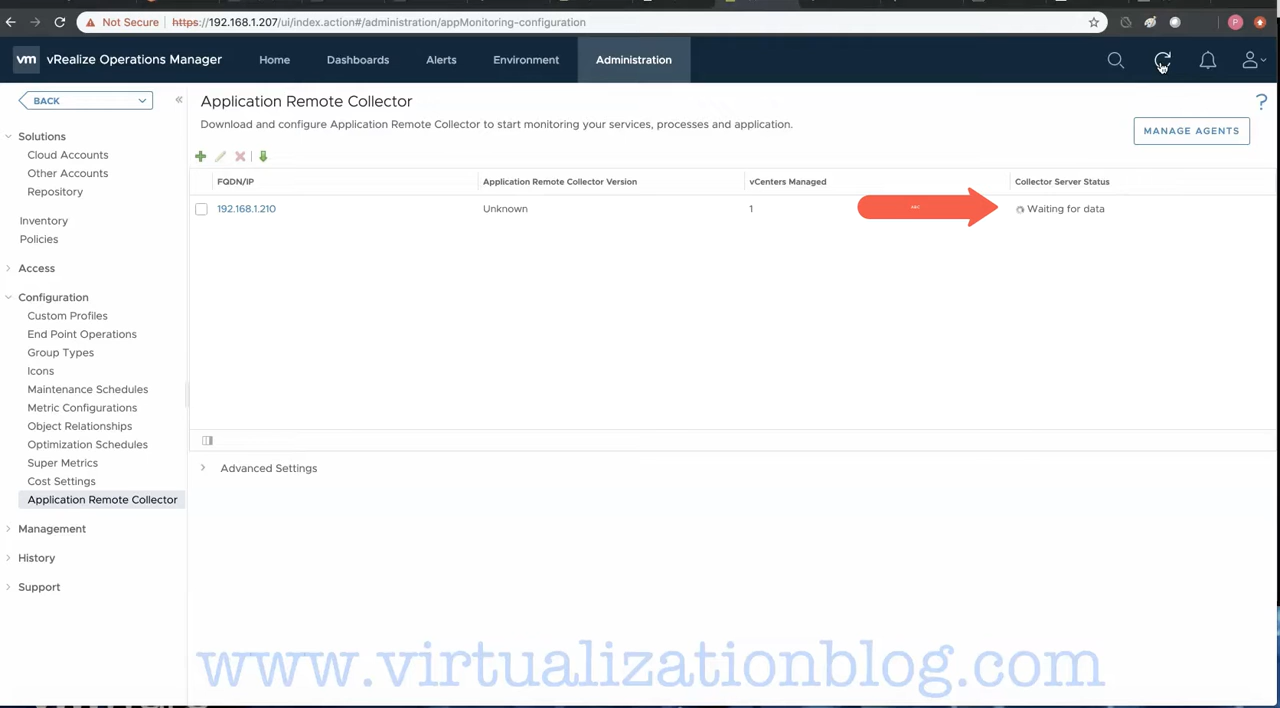 Not Secure https://192.168.1.207/ui/index.action#/administration/appMonitoring-configuration
vm vRealize Operations Manager Home Dashboards Alerts Environment Administration
BACK
Application Remote Collector
Download and configure Application Remote Collector to start monitoring your services, processes and application.
MANAGE AGENTS
Solutions
Cloud Accounts
Other Accounts
Repository
Inventory
Policies
Access
Configuration
Custom Profiles
End Point Operations
Group Types
Icons
Maintenance Schedules
Metric Configurations
Object Relationships
Optimization Schedules
Super Metrics
Cost Settings
Application Remote Collector
Management
History
Support
FQDN/IP Application Remote Collector Version vCenters Managed Collector Server Status
192.168.1.210 Unknown 1 ABC Waiting for data
Advanced Settings
www.virtualizationblog.com